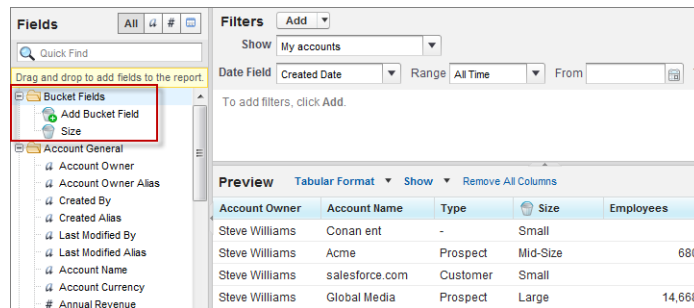 Fields All a #
Quick Find
Drag and drop to add fields to the report.
Bucket Fields
Add Bucket Field
Size
Account General
a Account Owner
a Account Owner Alias
a Created By
a Created Alias
a Last Modified By
a Last Modified Alias
a Account Name
a Account Currency
# Annual Revenue
Filters Add
Show My accounts
Date Field Created Date Range All Time From
To add filters, click Add.
Preview Tabular Format Show Remove All Columns
Account Owner Account Name Type Size Employees
Steve Williams Conan ent - Small
Steve Williams Acme Prospect Mid-Size 680
Steve Williams salesforce.com Customer Small
Steve Williams Global Media Prospect Large